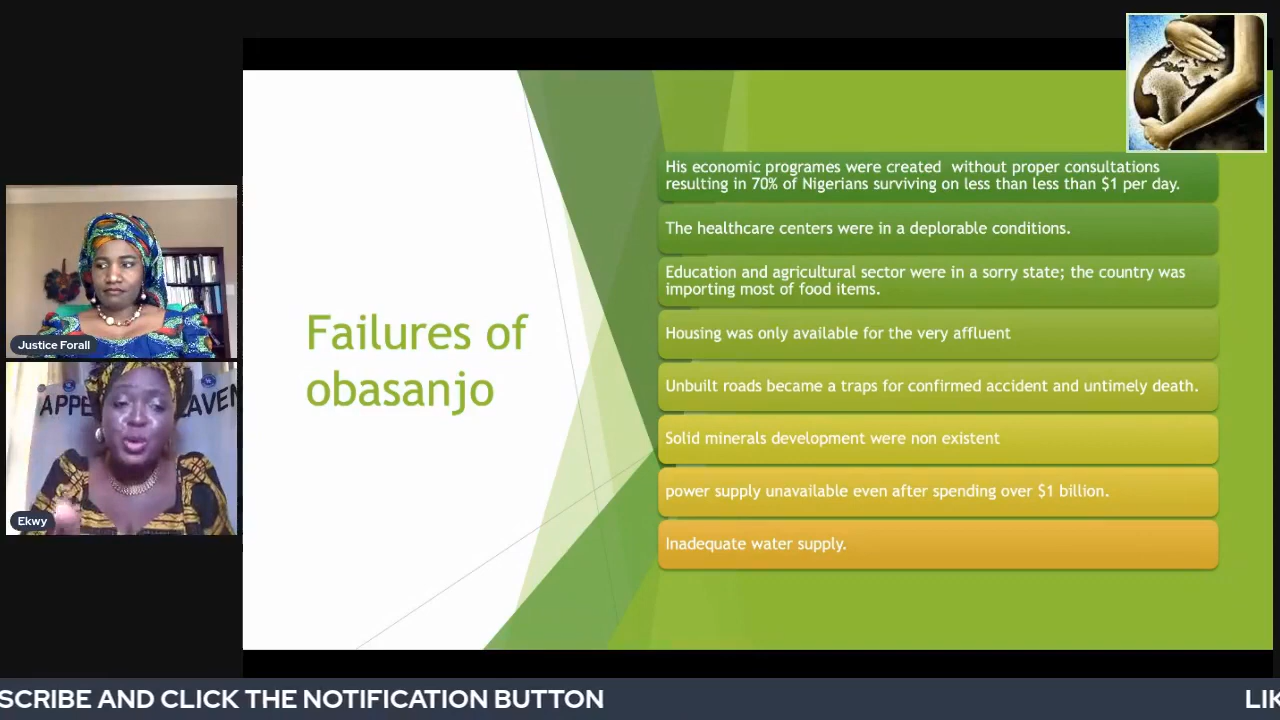 Failures of
obasanjo
His economic programes were created without proper consultations
resulting in 70% of Nigerians surviving on less than less than $1 per day.
The healthcare centers were in a deplorable conditions.
Education and agricultural sector were in a sorry state; the country was
importing most of food items.
Housing was only available for the very affluent
Unbuilt roads became a traps for confirmed accident and untimely death.
Solid minerals development were non existent
power supply unavailable even after spending over $1 billion.
Inadequate water supply.
Justice Forall
APPE AVEN
Ekwy
SCRIBE AND CLICK THE NOTIFICATION BUTTON
LIK